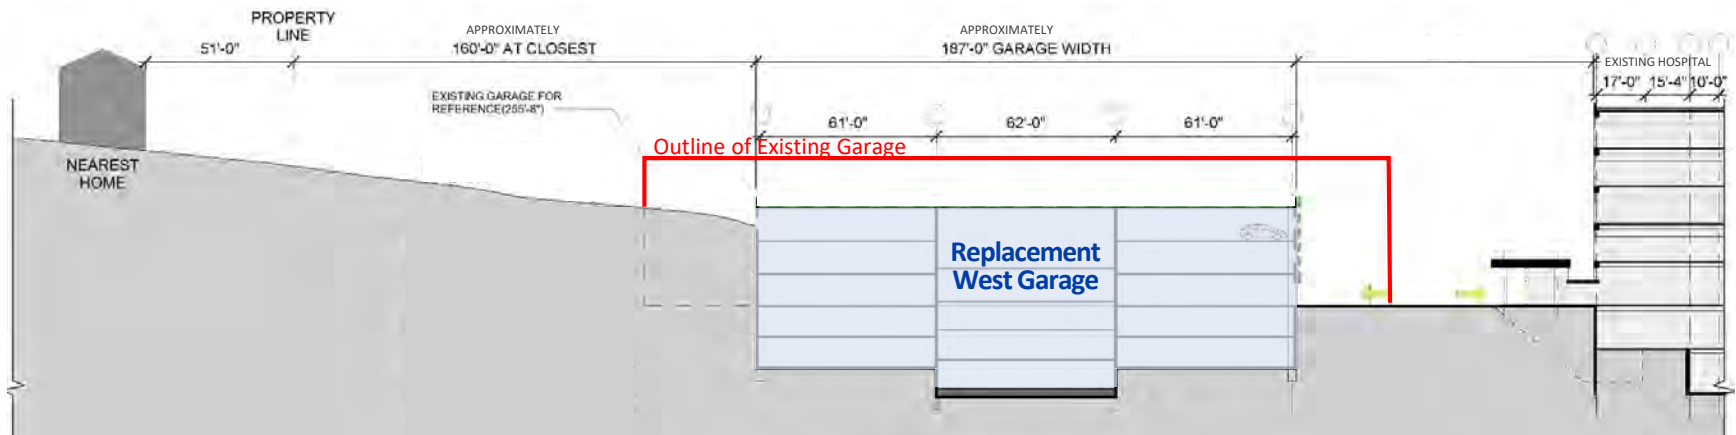 PROPERTY
LINE
51'-0"
APPROXIMATELY
160'-0" AT CLOSEST
APPROXIMATELY
187'-0" GARAGE WIDTH
EXISTING HOSPITAL
17'-0" 15'-4" 10'-0"
EXISTING GARAGE FOR
REFERENCE(255'-8")
61'-0" 62'-0" 61'-0"
Outline of Existing Garage
NEAREST
HOME
Replacement
West Garage